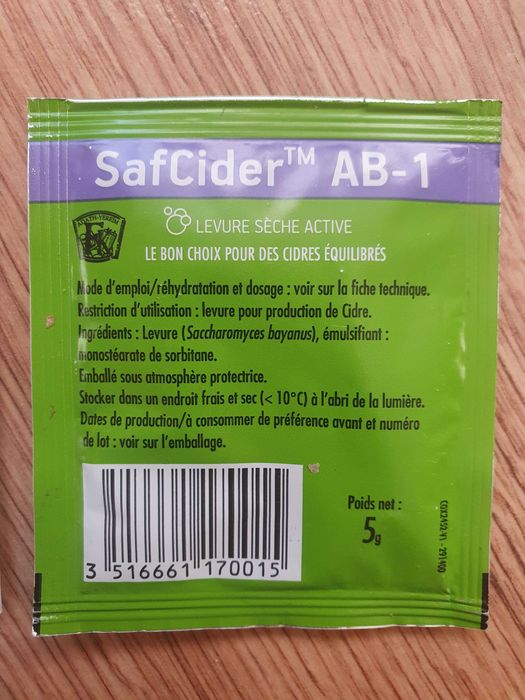 SafCider™ AB-1
LEVURE SÈCHE ACTIVE
LE BON CHOIX POUR DES CIDRES ÉQUILIBRÉS
Mode d'emploi/réhydratation et dosage : voir sur la fiche technique.
Restriction d'utilisation : levure pour production de Cidre.
Ingrédients : Levure (Saccharomyces bayanus), émulsifiant :
monostéarate de sorbitane.
Emballé sous atmosphère protectrice.
Stocker dans un endroit frais et sec (< 10°C) à l'abri de la lumière.
Dates de production/à consommer de préférence avant et numéro
de lot : voir sur l'emballage.
Poids net :
5g
3 516661 170015